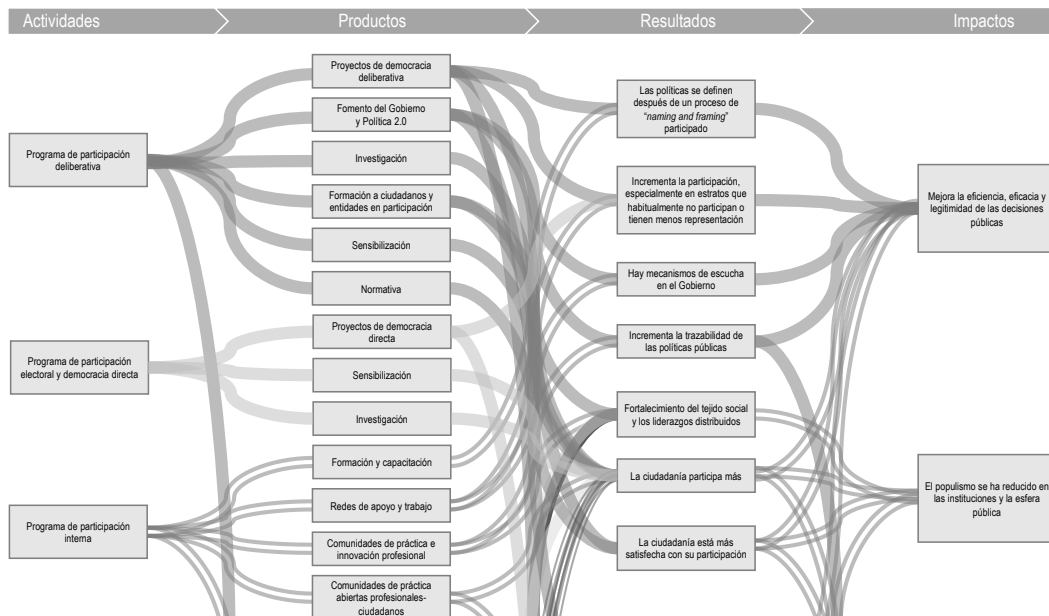 Actividades
Productos
Resultados
Impactos
Programa de participación
deliberativa
Programa de participación
electoral y democracia directa
Programa de participación
interna
Proyectos de democracia
deliberativa
Fomento del Gobierno
y Política 2.0
Investigación
Formación a ciudadanos y
entidades en participación
Sensibilización
Normativa
Proyectos de democracia
directa
Sensibilización
Investigación
Formación y capacitación
Redes de apoyo y trabajo
Comunidades de práctica e
innovación profesional
Comunidades de práctica
abiertas profesionales-
ciudadanos
Las políticas se definen
después de un proceso de
“naming and framing”
participado
Incrementa la participación,
especialmente en estratos que
habitualmente no participan o
tienen menos representación
Hay mecanismos de escucha
en el Gobierno
Incrementa la trazabilidad de
las políticas públicas
Fortalecimiento del tejido social
y los liderazgos distribuidos
La ciudadanía participa más
La ciudadanía está más
satisfecha con su participación
Mejora la eficiencia, eficacia y
legitimidad de las decisiones
públicas
El populismo se ha reducido en
las instituciones y la esfera
pública